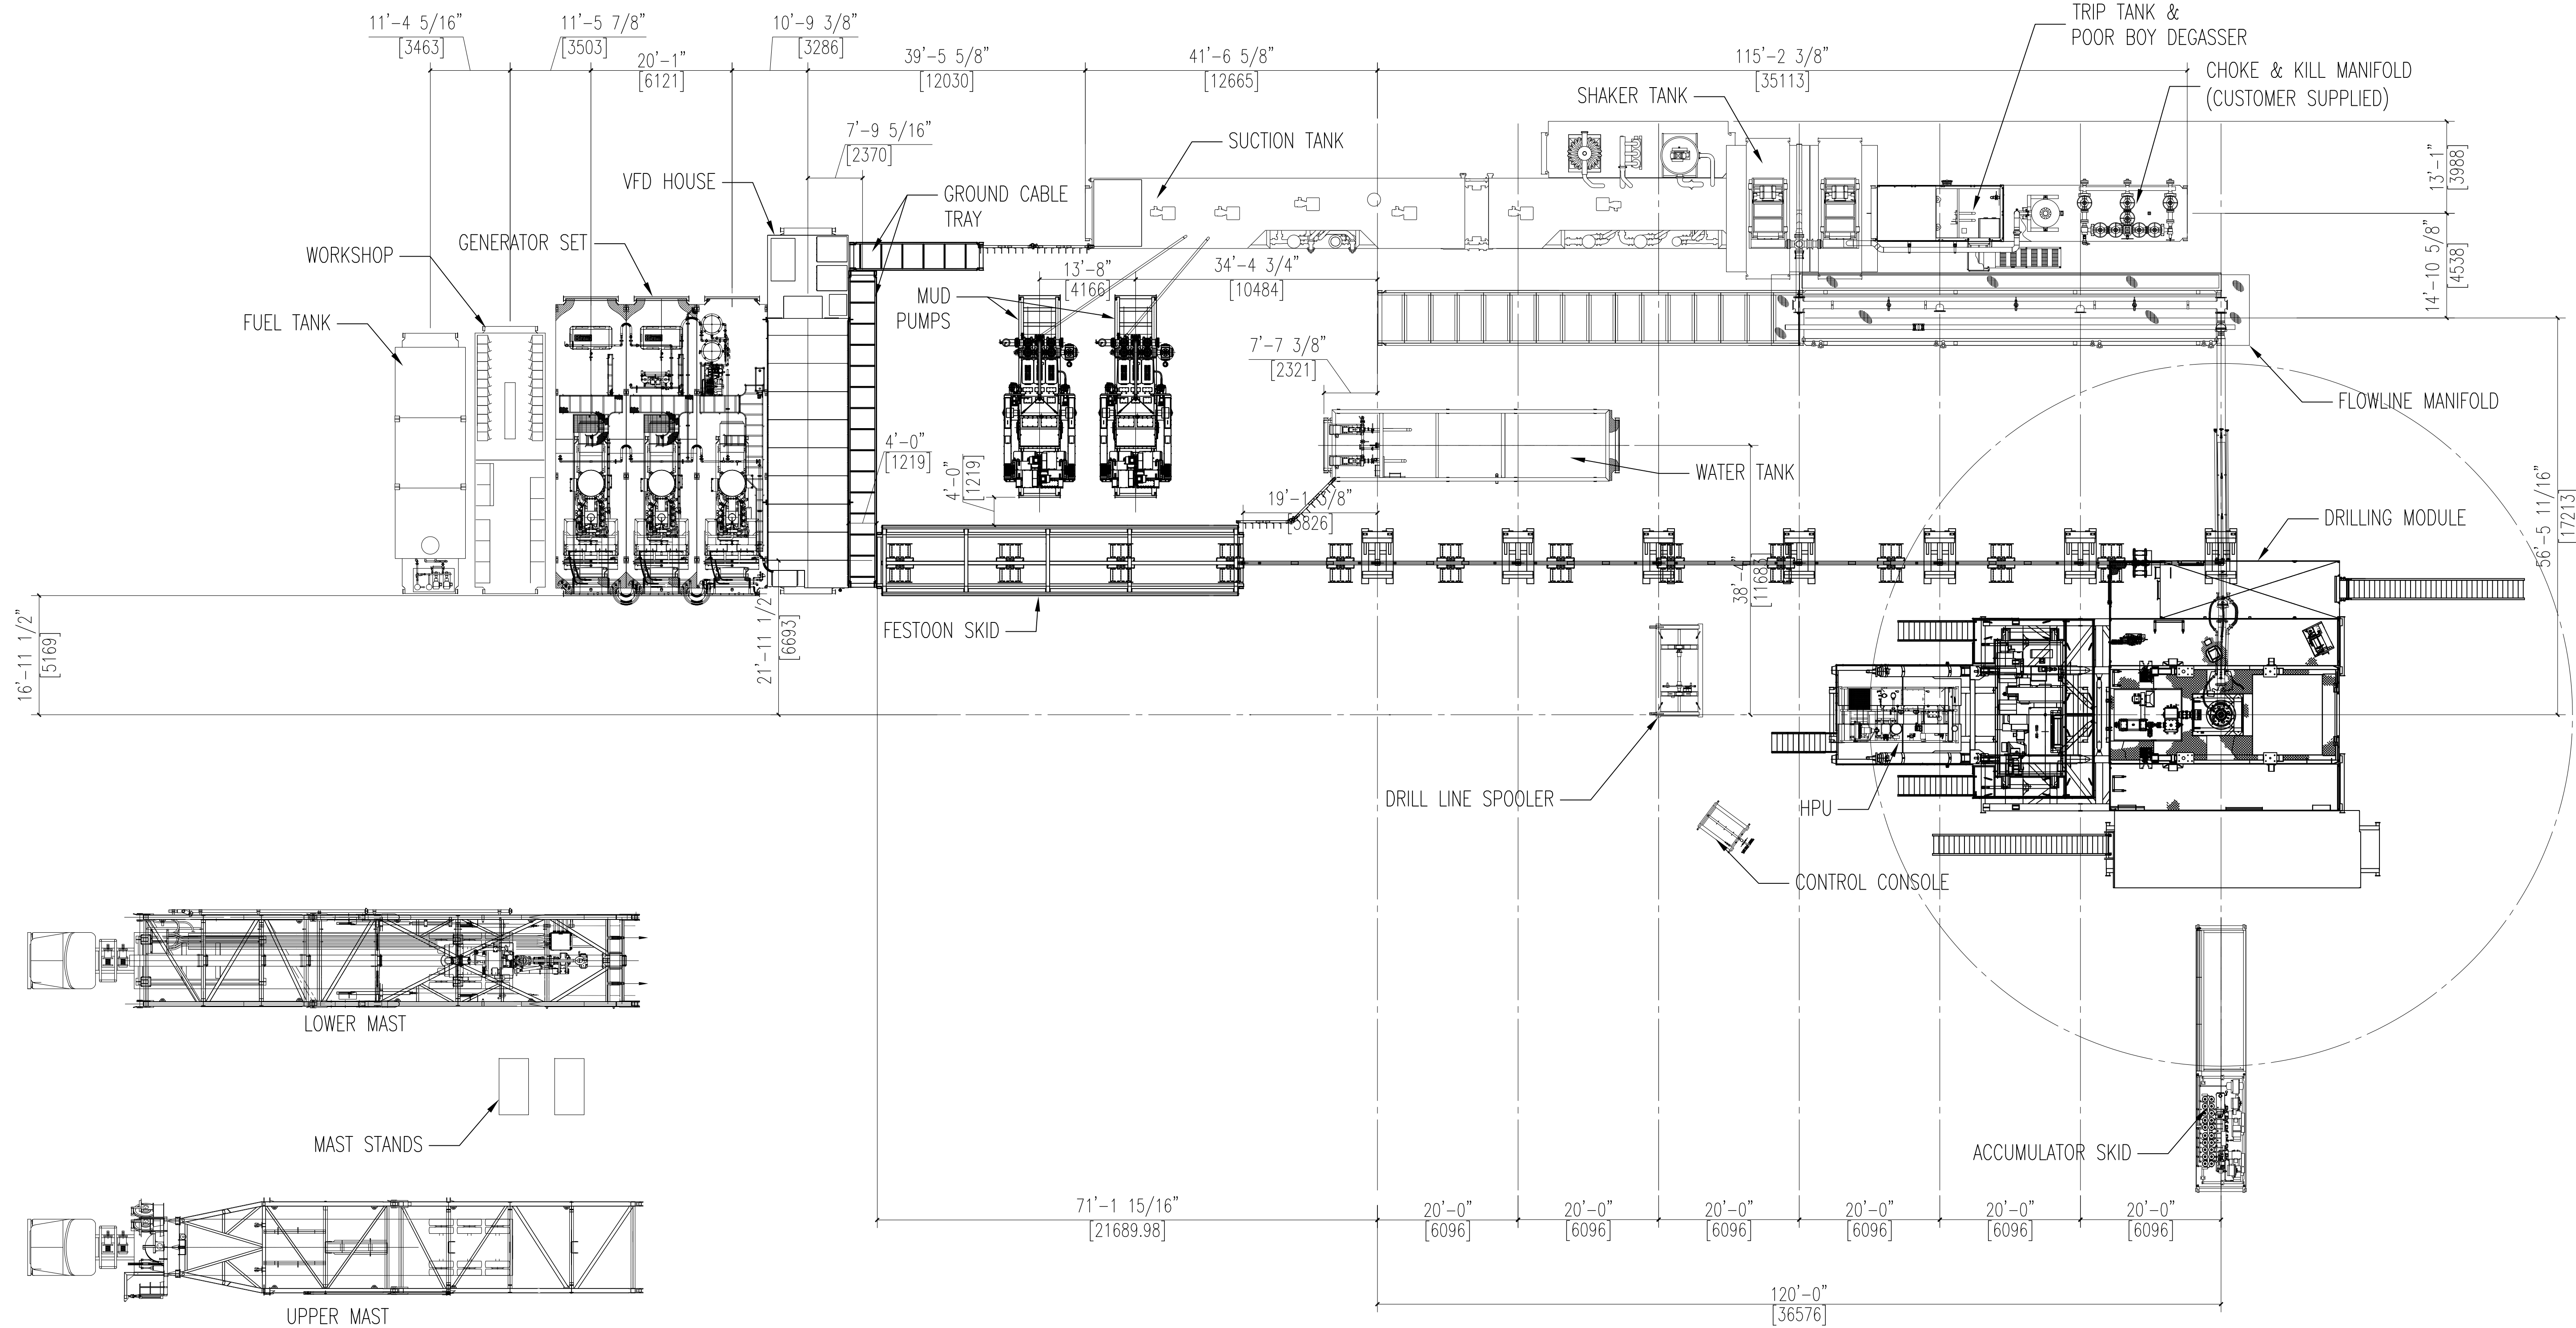 11'-4 5/16"
[3463]
11'-5 7/8"
[3503]
20'-1"
[6121]
10'-9 3/8"
[3286]
39'-5 5/8"
[12030]
41'-6 5/8"
[12665]
115'-2 3/8"
[35113]
TRIP TANK &
POOR BOY DEGASSER
CHOKE & KILL MANIFOLD
(CUSTOMER SUPPLIED)
SHAKER TANK
7'-9 5/16"
[2370]
SUCTION TANK
VFD HOUSE
GROUND CABLE
TRAY
13'-1"
[3988]
GENERATOR SET
WORKSHOP
FUEL TANK
13'-8"
[4166]
34'-4 3/4"
[10484]
MUD
PUMPS
14'-10 5/8"
[4538]
7'-7 3/8"
[2321]
FLOWLINE MANIFOLD
4'-0"
[1219]
4'-0"
[1219]
WATER TANK
19'-1 3/8"
[5826]
56'-5 11/16"
[17213]
DRILLING MODULE
38'-4"
[11683]
16'-11 1/2"
[5169]
21'-11 1/2"
[6693]
FESTOON SKID
DRILL LINE SPOOLER
HPU
CONTROL CONSOLE
LOWER MAST
MAST STANDS
ACCUMULATOR SKID
71'-1 15/16"
[21689.98]
20'-0"
[6096]
20'-0"
[6096]
20'-0"
[6096]
20'-0"
[6096]
20'-0"
[6096]
20'-0"
[6096]
120'-0"
[36576]
UPPER MAST